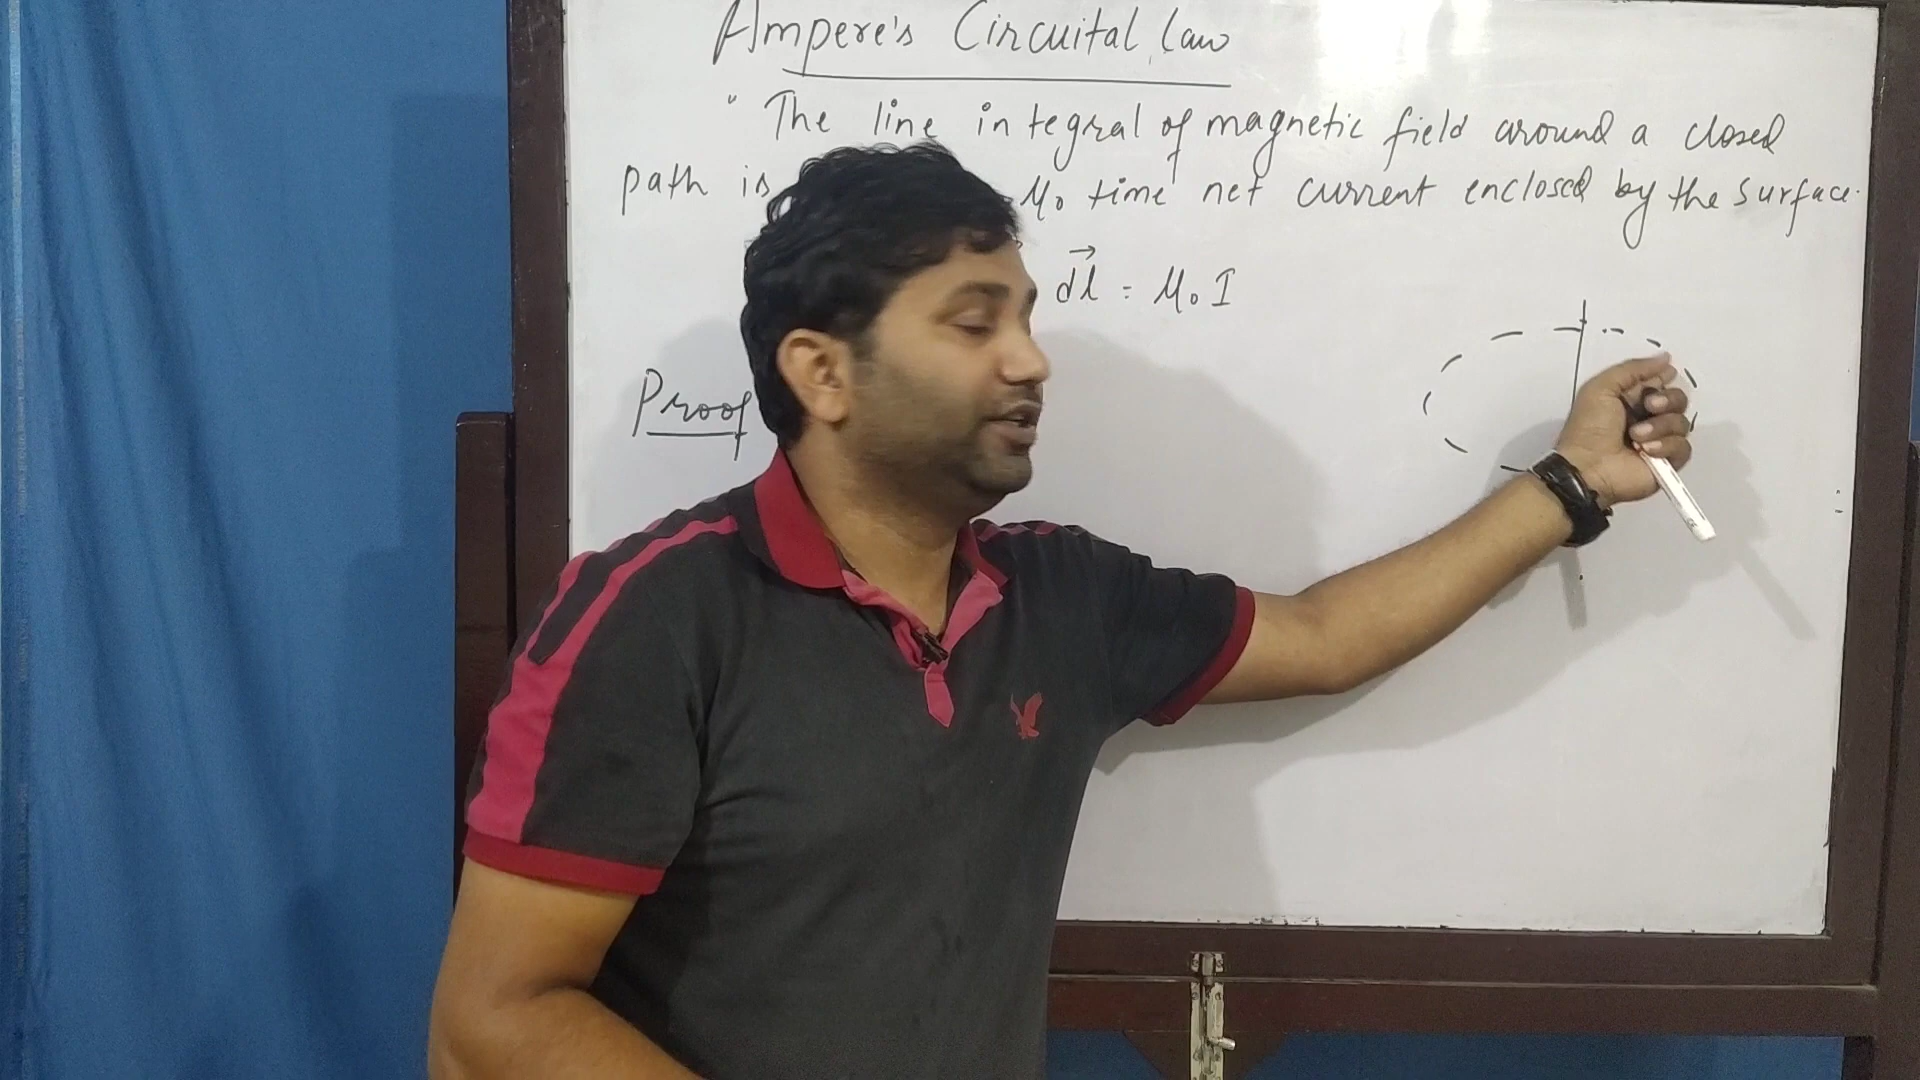 Ampere's Circuital Law
" The line integral of magnetic field around a closed
path is μ₀ time net current enclosed by the surface.
dl⃗ = μ₀ I
Proof